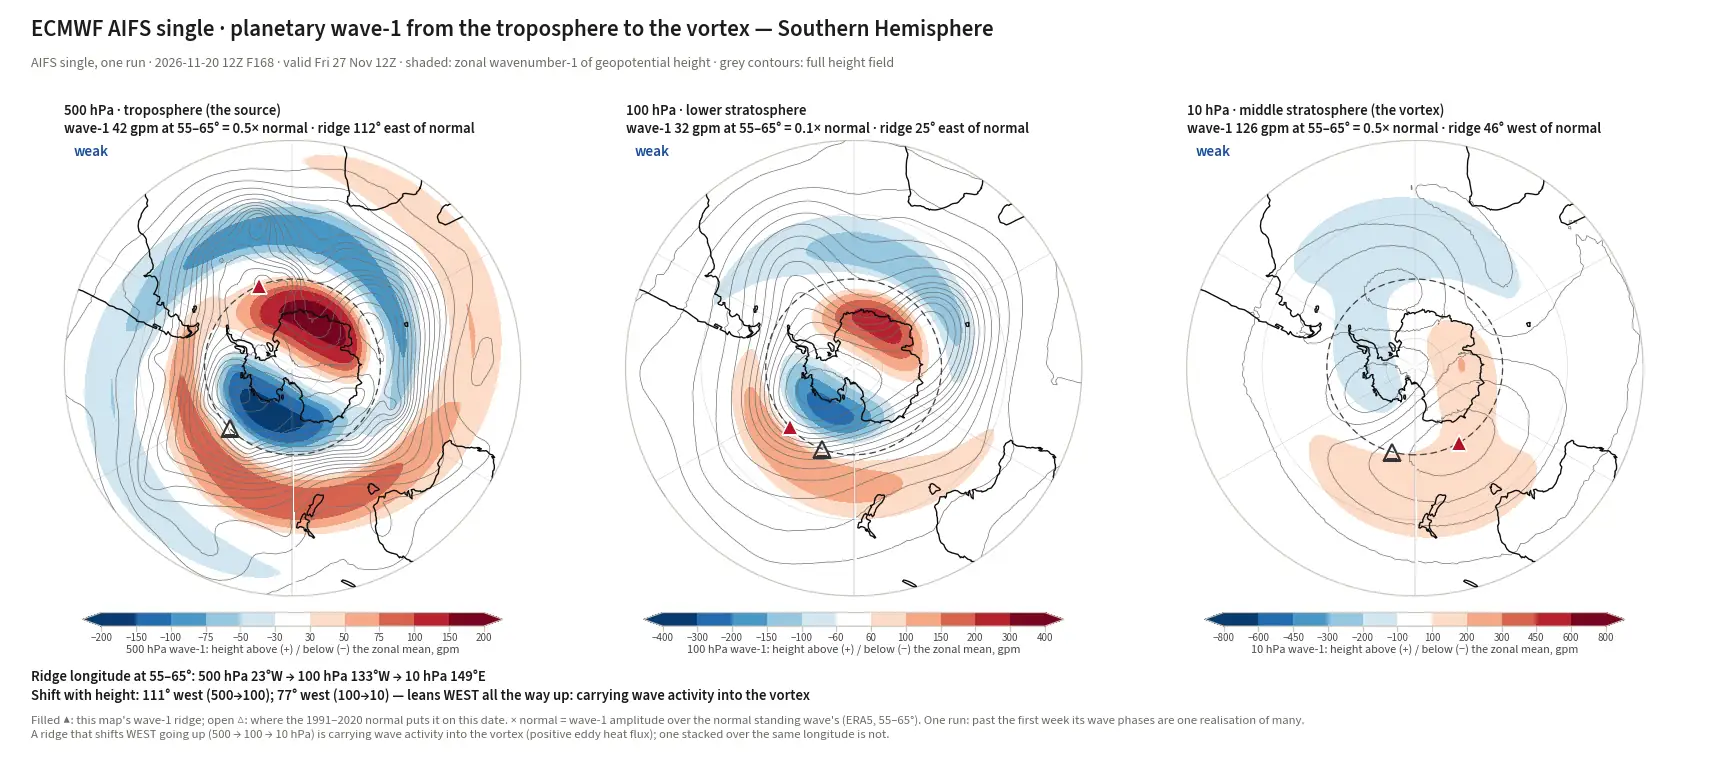 ECMWF AIFS single · planetary wave-1 from the troposphere to the vortex — Southern Hemisphere
AIFS single, one run · 2026-11-20 12Z F168 · valid Fri 27 Nov 12Z · shaded: zonal wavenumber-1 of geopotential height · grey contours: full height field
500 hPa · troposphere (the source)
wave-1 42 gpm at 55–65° = 0.5× normal · ridge 112° east of normal
weak
100 hPa · lower stratosphere
wave-1 32 gpm at 55–65° = 0.1× normal · ridge 25° east of normal
weak
10 hPa · middle stratosphere (the vortex)
wave-1 126 gpm at 55–65° = 0.5× normal · ridge 46° west of normal
weak
−200 −150 −100 −75 −50 −30 30 50 75 100 150 200
500 hPa wave-1: height above (+) / below (−) the zonal mean, gpm
−400 −300 −200 −150 −100 −60 60 100 150 200 300 400
100 hPa wave-1: height above (+) / below (−) the zonal mean, gpm
−800 −600 −450 −300 −200 −100 100 200 300 450 600 800
10 hPa wave-1: height above (+) / below (−) the zonal mean, gpm
Ridge longitude at 55–65°: 500 hPa 23°W → 100 hPa 133°W → 10 hPa 149°E
Shift with height: 111° west (500→100); 77° west (100→10) — leans WEST all the way up: carrying wave activity into the vortex
Filled ▲: this map's wave-1 ridge; open △: where the 1991–2020 normal puts it on this date. × normal = wave-1 amplitude over the normal standing wave's (ERA5, 55–65°). One run: past the first week its wave phases are one realisation of many.
A ridge that shifts WEST going up (500 → 100 → 10 hPa) is carrying wave activity into the vortex (positive eddy heat flux); one stacked over the same longitude is not.